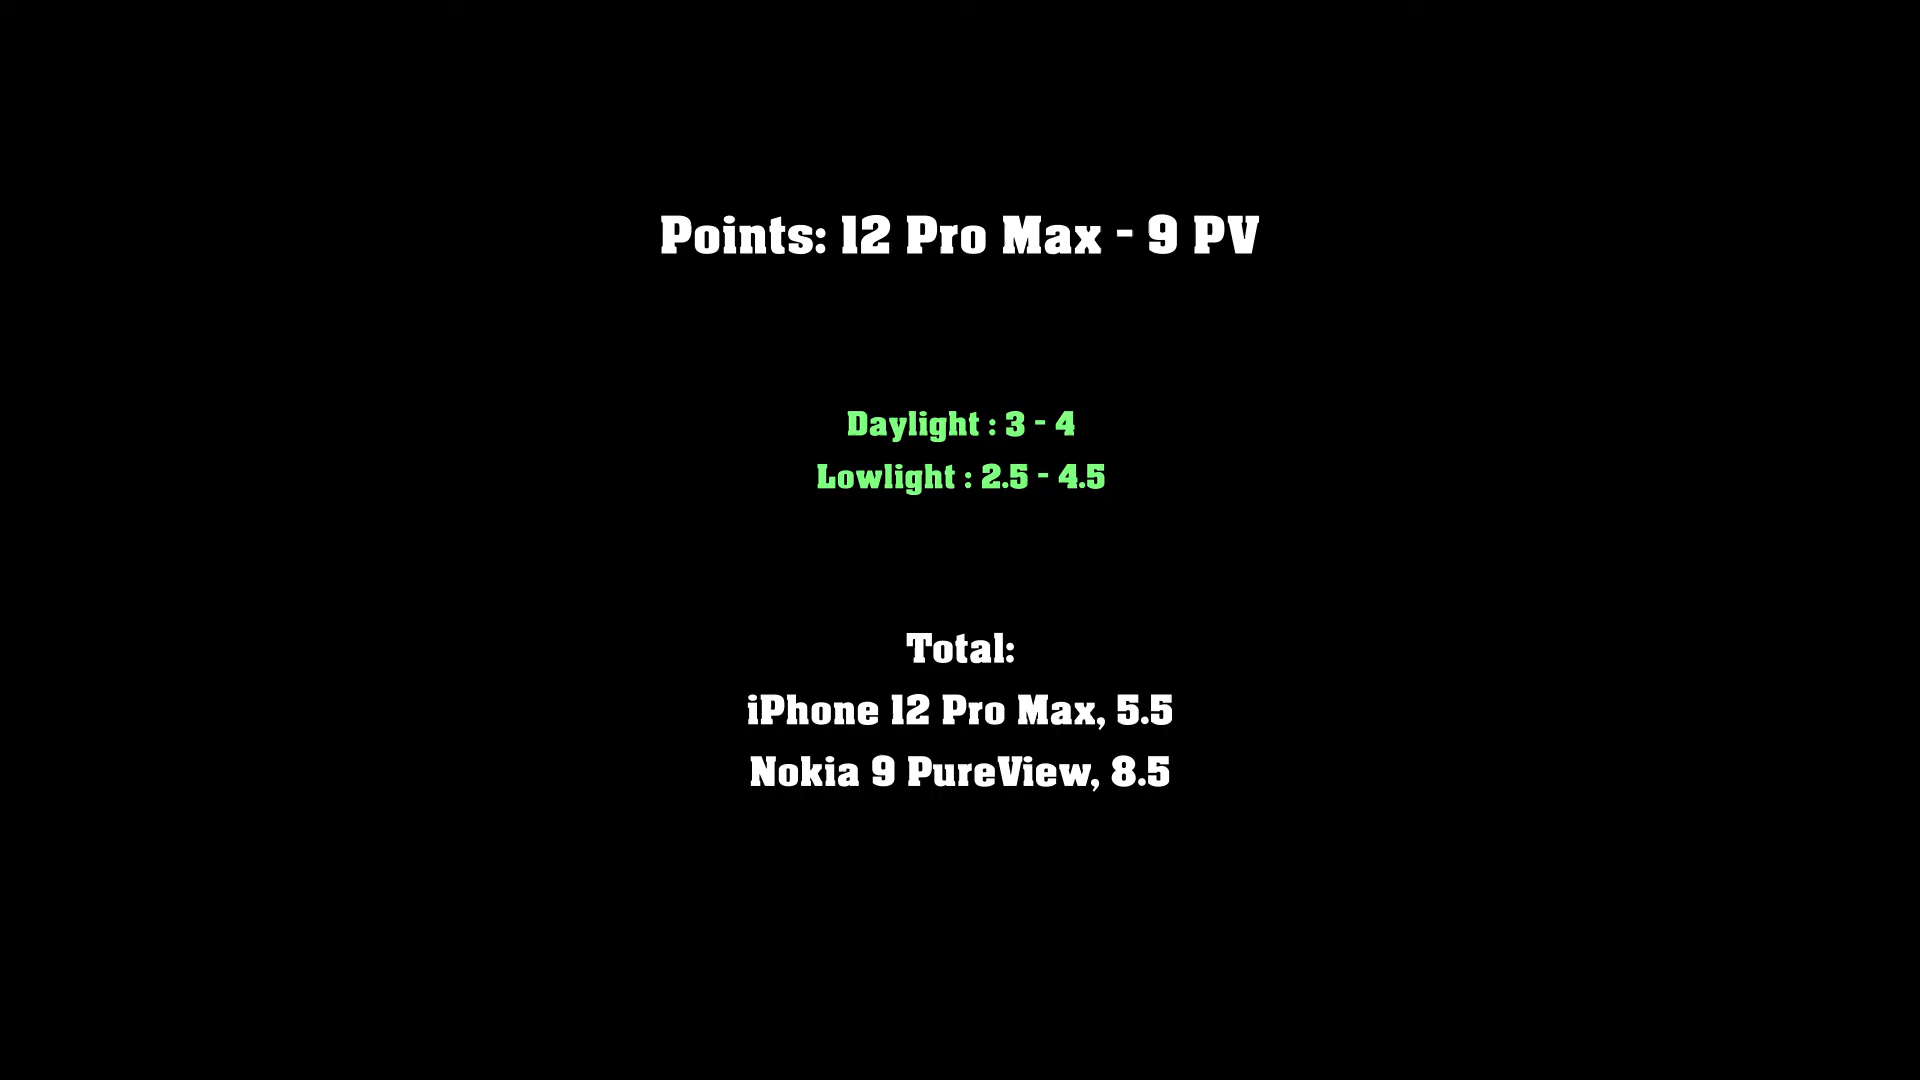 Points: 12 Pro Max - 9 PV
Daylight : 3 - 4
Lowlight : 2.5 - 4.5
Total:
iPhone 12 Pro Max, 5.5
Nokia 9 PureView, 8.5